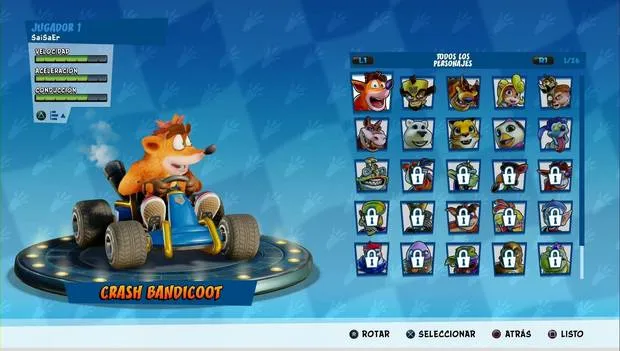 JUGADOR 1
SaiSaEr
VELOCIDAD
ACELERACIÓN
CONDUCCIÓN
L1
TODOS LOS
PERSONAJES
R1
1/26
CRASH BANDICOOT
ROTAR
SELECCIONAR
ATRÁS
LISTO